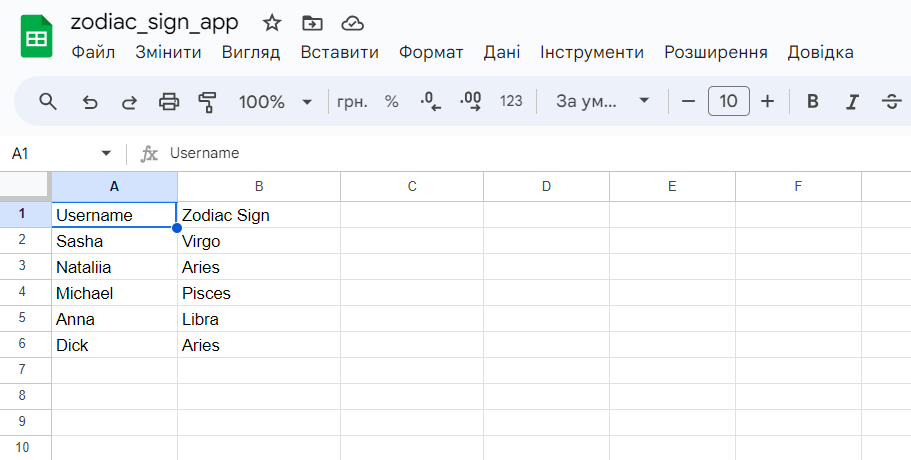 zodiac_sign_app
Файл Змінити Вигляд Вставити Формат Дані Інструменти Розширення Довідка
100% грн. % .0 .00 123 За ум... 10 B I S
A1 fx Username
A B C D E F
1 Username Zodiac Sign
2 Sasha Virgo
3 Nataliia Aries
4 Michael Pisces
5 Anna Libra
6 Dick Aries
7
8
9
10